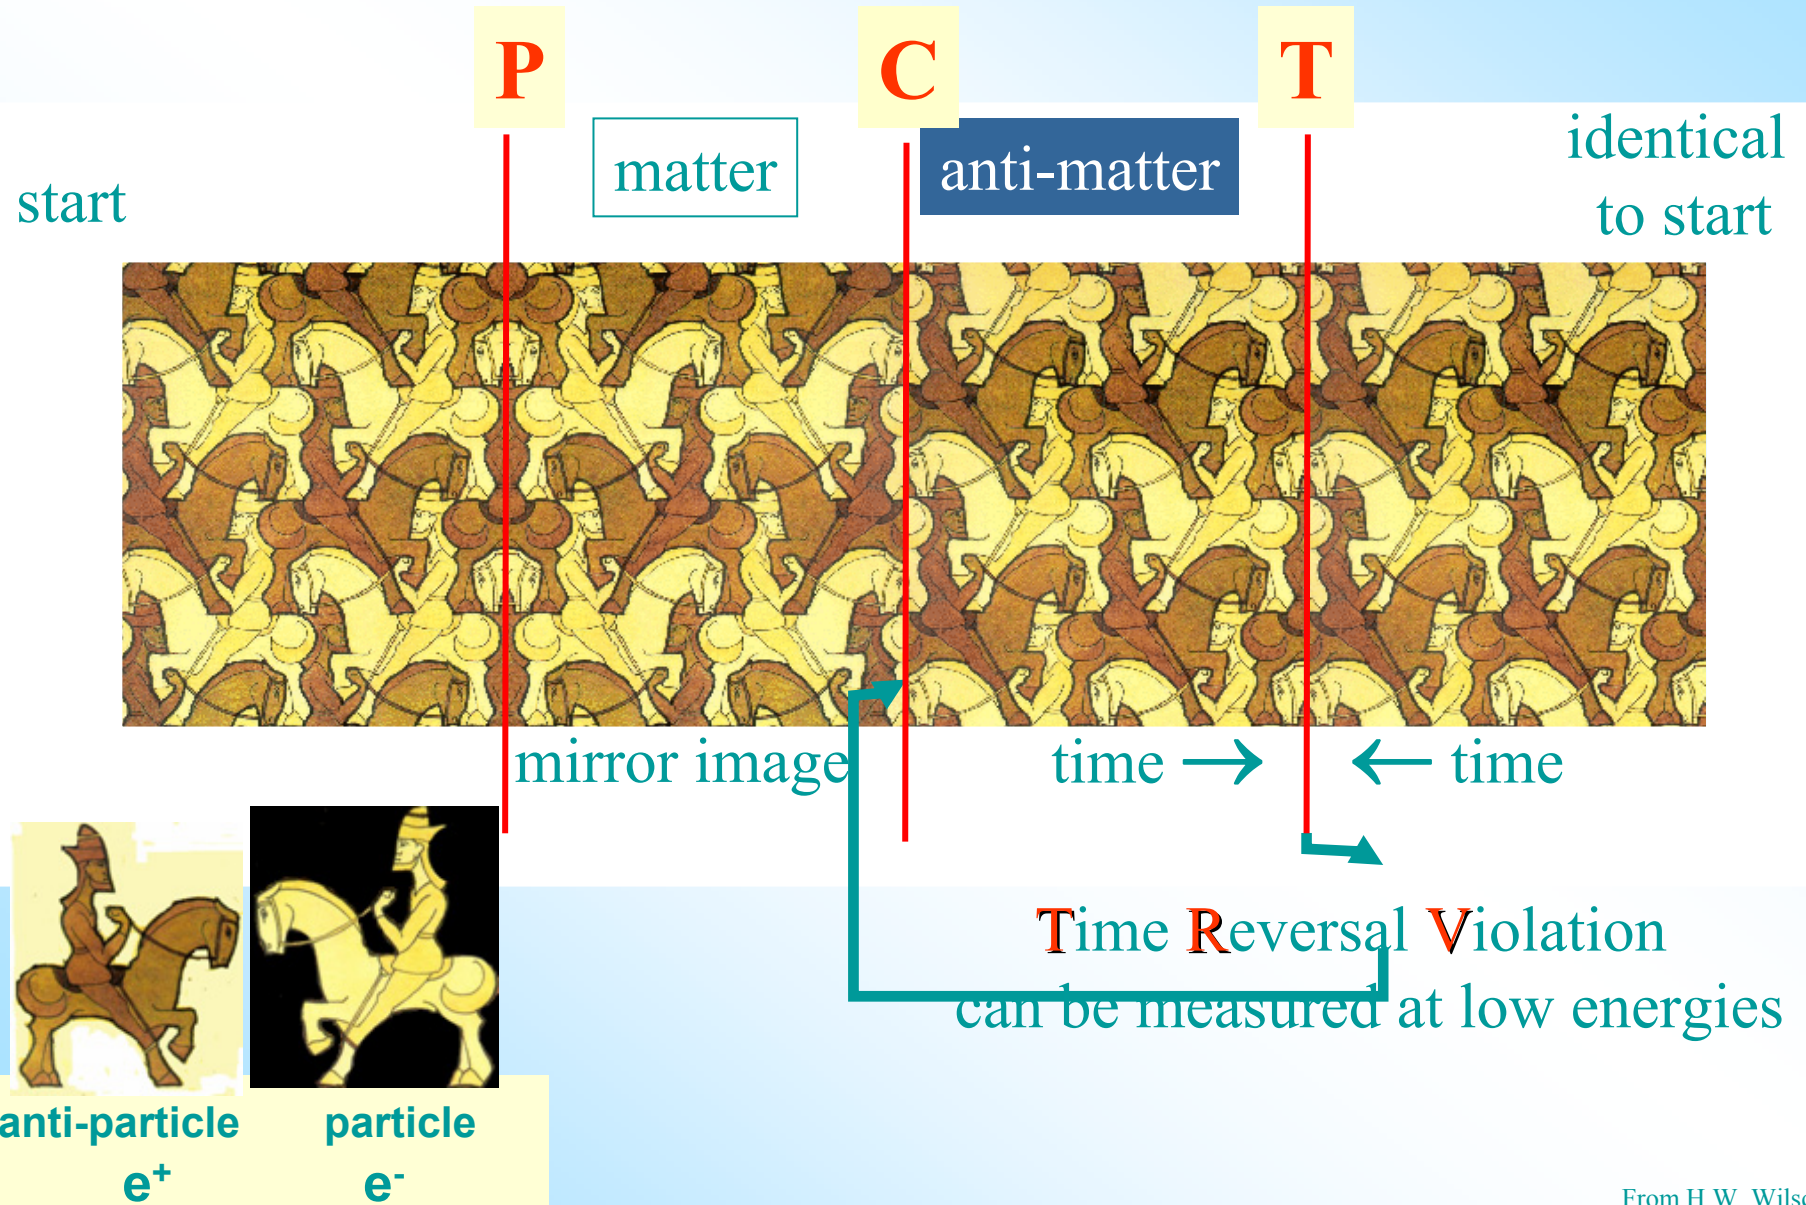 P
C
T
start
matter
anti-matter
identical
to start
mirror image
time → ← time
Time Reversal Violation
can be measured at low energies
anti-particle
particle
e⁺
e⁻
From H.W.